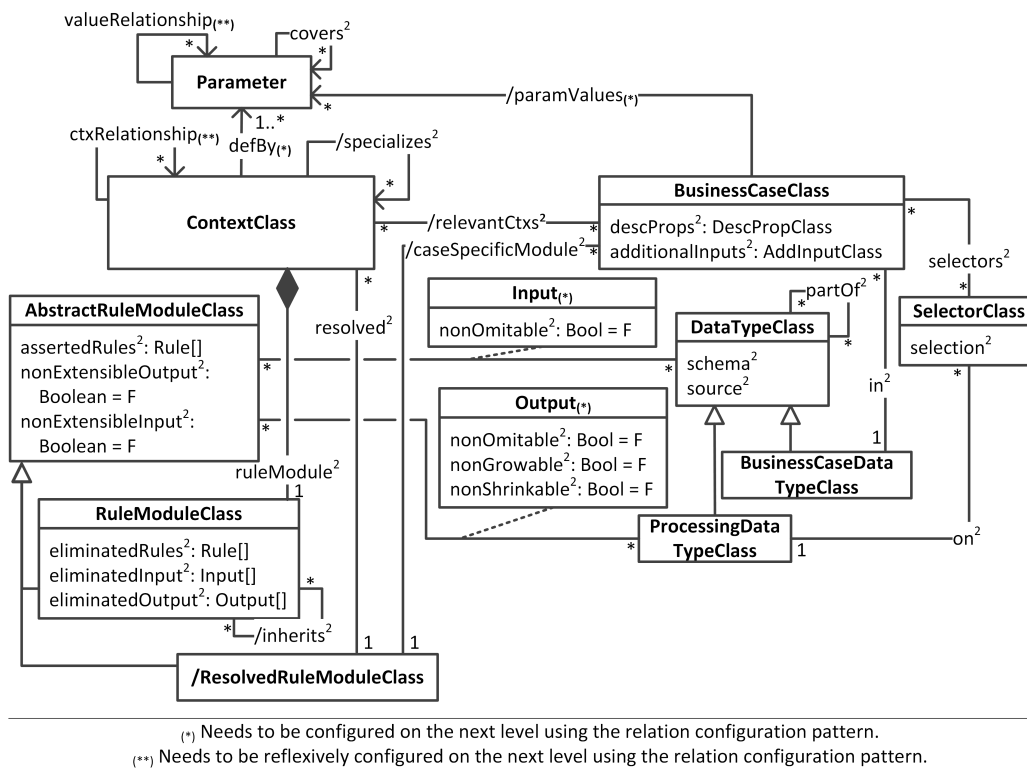 valueRelationship(**)
*
covers²
*
Parameter
*
/paramValues(*)
1..*
defBy(*)
ctxRelationship(**)
*
/specializes²
*
ContextClass
*
/relevantCtxs²
*
/caseSpecificModule²
*
*
BusinessCaseClass
descProps²: DescPropClass
additionalInputs²: AddInputClass
*
*
selectors²
*
SelectorClass
selection²
*
AbstractRuleModuleClass
assertedRules²: Rule[]
nonExtensibleOutput²:
Boolean = F
nonExtensibleInput²:
Boolean = F
*
*
resolved²
Input(*)
nonOmitable²: Bool = F
Output(*)
nonOmitable²: Bool = F
nonGrowable²: Bool = F
nonShrinkable²: Bool = F
partOf²
*
*
DataTypeClass
schema²
source²
*
in²
1
BusinessCaseData
TypeClass
ProcessingData
TypeClass
*
1
on²
ruleModule²
1
RuleModuleClass
eliminatedRules²: Rule[]
eliminatedInput²: Input[]
eliminatedOutput²: Output[]
*
*
/inherits²
1
1
/ResolvedRuleModuleClass
(*) Needs to be configured on the next level using the relation configuration pattern.
(**) Needs to be reflexively configured on the next level using the relation configuration pattern.